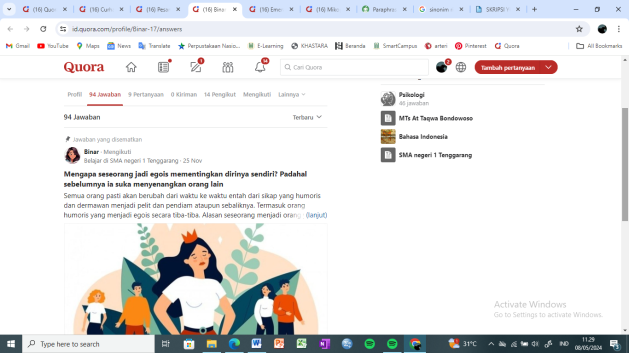 (16) Quo
(16) Cum
(16) Pese
(16) Bina
(16) Eme
(16) Mik
Paraphra
sinonim
SKRIPSI
id.quora.com/profile/Binar-17/answers
Gmail YouTube Maps News Translate Perpustakaan Nasio... E-Learning KHASTARA Beranda SmartCampus arteri Pinterest Quora All Bookmarks
Quora
Cari Quora
Tambah pertanyaan
Profil 94 Jawaban 9 Pertanyaan 0 Kiriman 14 Pengikut Mengikuti Lainnya
94 Jawaban Terbaru
Jawaban yang disematkan
Binar · Mengikuti
Belajar di SMA negeri 1 Tenggarang · 25 Nov
Mengapa seseorang jadi egois mementingkan dirinya sendiri? Padahal
sebelumnya ia suka menyenangkan orang lain
Semua orang pasti akan berubah dari waktu ke waktu entah dari sikap yang humoris
dan dermawan menjadi pelit dan pendiam ataupun sebaliknya. Termasuk orang
humoris yang menjadi egois secara tiba-tiba. Alasan seseorang menjadi orang (lanjut)
Psikologi
46 jawaban
MTs At Taqwa Bondowoso
Bahasa Indonesia
SMA negeri 1 Tenggarang
Activate Windows
Go to Settings to activate Windows.
Type here to search
31°C
IND
11.29
08/05/2024